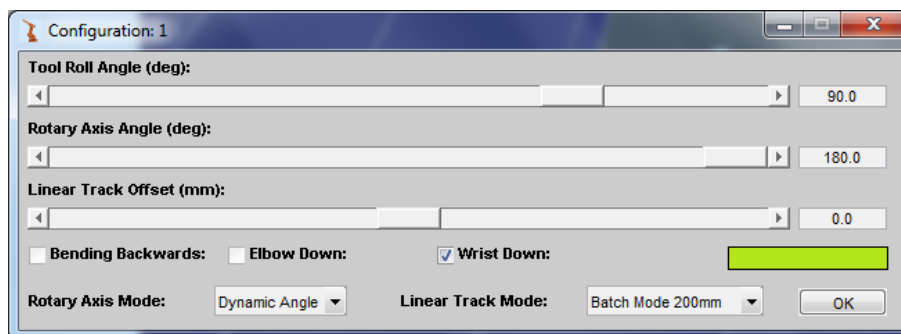 Configuration: 1
Tool Roll Angle (deg):
90.0
Rotary Axis Angle (deg):
180.0
Linear Track Offset (mm):
0.0
Bending Backwards: Elbow Down: Wrist Down:
Rotary Axis Mode: Dynamic Angle Linear Track Mode: Batch Mode 200mm OK